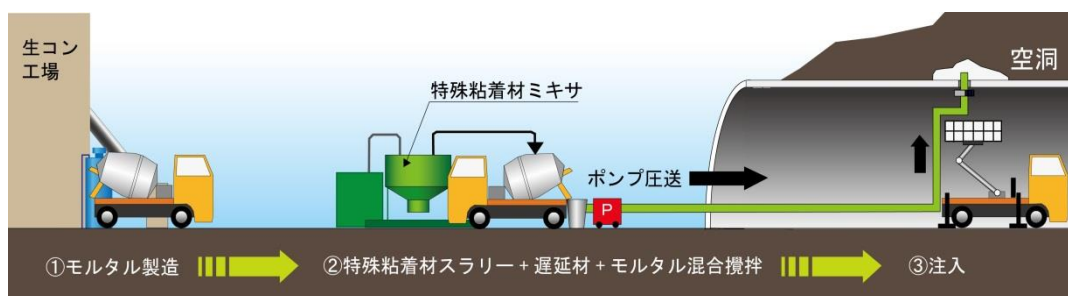 生コン
工場
特殊粘着材ミキサ
空洞
ポンプ圧送
P
①モルタル製造
②特殊粘着材スラリー+遅延材+モルタル混合攪拌
③注入